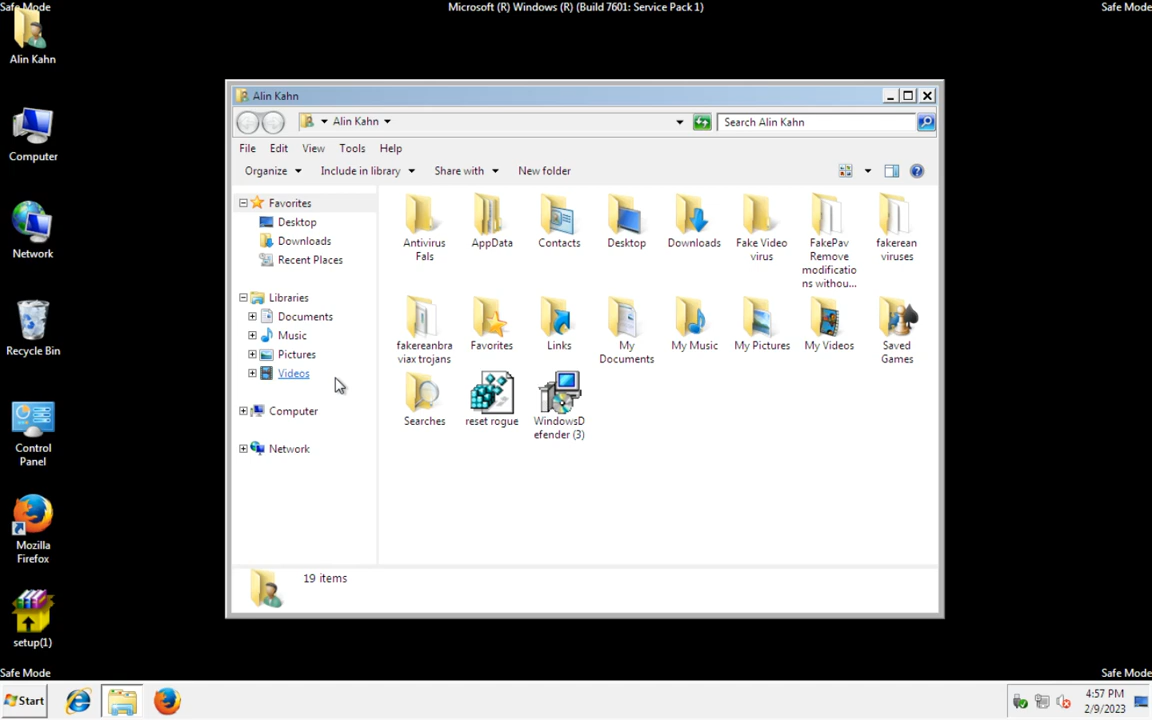 Safe Mode
Microsoft (R) Windows (R) (Build 7601: Service Pack 1)
Safe Mode
Alin Kahn
Computer
Network
Recycle Bin
Control
Panel
Mozilla
Firefox
setup(1)
Alin Kahn
Alin Kahn
Search Alin Kahn
File Edit View Tools Help
Organize Include in library Share with New folder
Favorites
Desktop
Downloads
Recent Places
Libraries
Documents
Music
Pictures
Videos
Computer
Network
Antivirus
Fals
AppData
Contacts
Desktop
Downloads
Fake Video
virus
FakePav
Remove
modificatio
ns withou...
fakerean
viruses
fakereanbra
viax trojans
Favorites
Links
My
Documents
My Music
My Pictures
My Videos
Saved
Games
Searches
reset rogue
WindowsD
efender (3)
19 items
Safe Mode
Safe Mode
Start
4:57 PM
2/9/2023